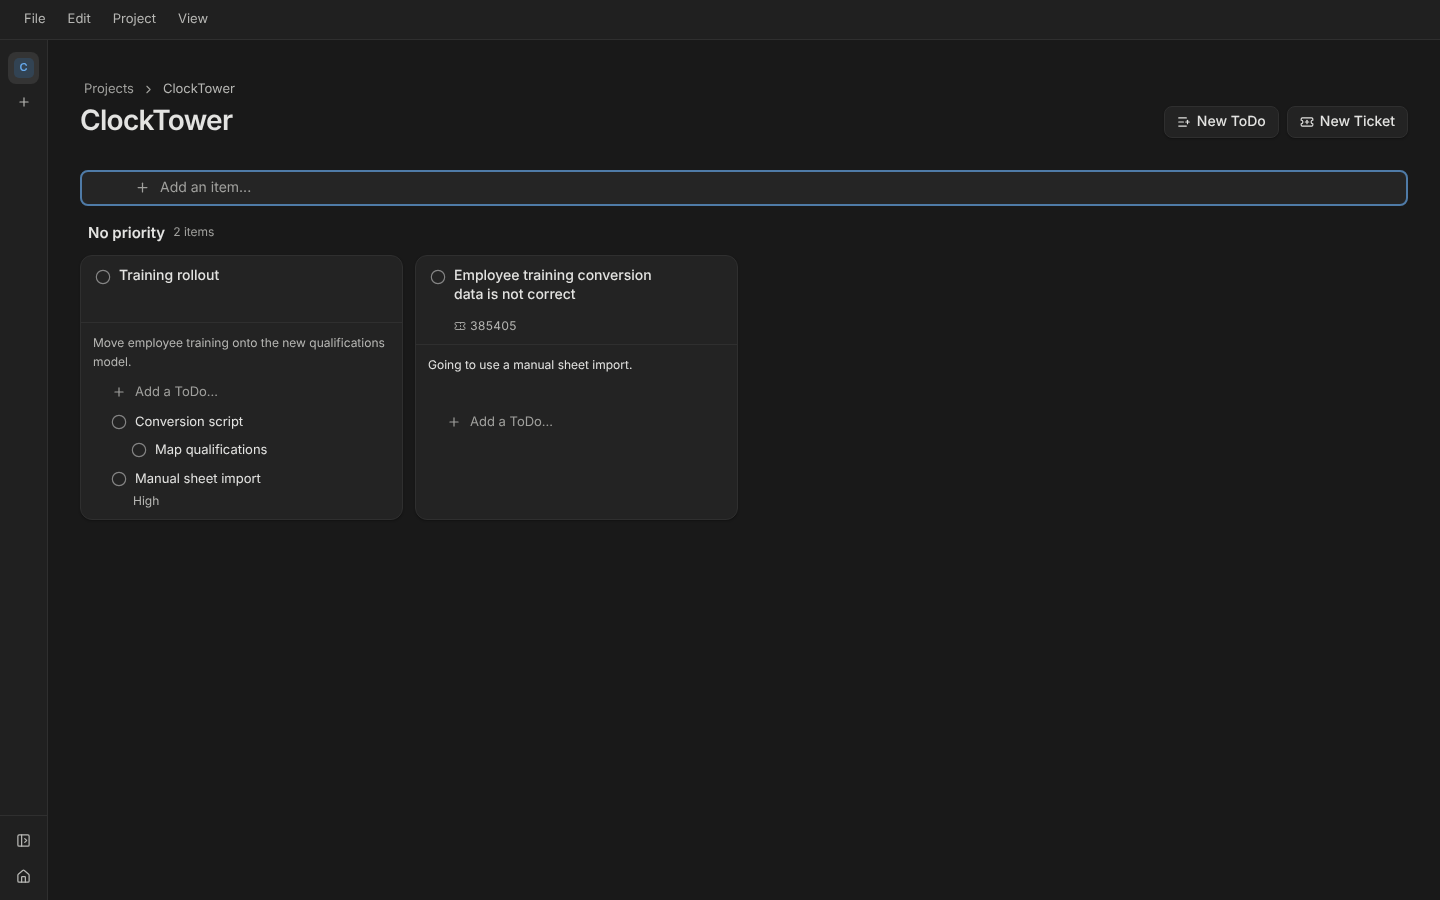 File Edit Project View
C
Projects > ClockTower
ClockTower
New ToDo New Ticket
Add an item...
No priority 2 items
Training rollout
Move employee training onto the new qualifications
model.
Add a ToDo...
Conversion script
Map qualifications
Manual sheet import
High
Employee training conversion
data is not correct
385405
Going to use a manual sheet import.
Add a ToDo...